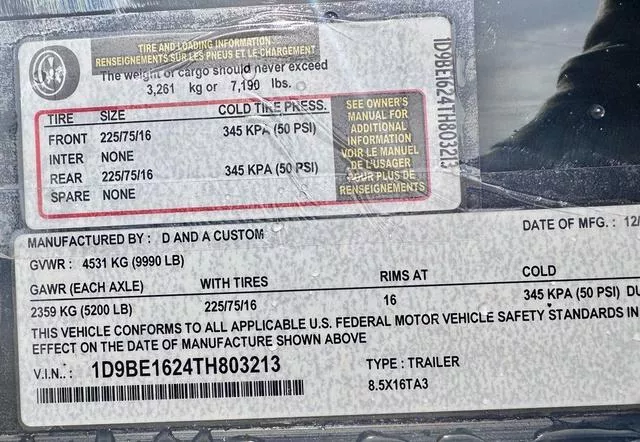 TIRE AND LOADING INFORMATION
RENSEIGNEMENTS SUR LES PNEUS ET LE CHARGEMENT
The weight of cargo should never exceed
3,261 kg or 7,190 lbs.
TIRE SIZE COLD TIRE PRESS.
FRONT 225/75/16 345 KPA (50 PSI)
INTER NONE
REAR 225/75/16 345 KPA (50 PSI)
SPARE NONE
SEE OWNER'S
MANUAL FOR
ADDITIONAL
INFORMATION
VOIR LE MANUEL
DE L'USAGER
POUR PLUS DE
RENSEIGNEMENTS
1D9BE1624TH803213
MANUFACTURED BY : D AND A CUSTOM DATE OF MFG. : 12/
GVWR : 4531 KG (9990 LB)
GAWR (EACH AXLE) WITH TIRES RIMS AT COLD
2359 KG (5200 LB) 225/75/16 16 345 KPA (50 PSI) DU
THIS VEHICLE CONFORMS TO ALL APPLICABLE U.S. FEDERAL MOTOR VEHICLE SAFETY STANDARDS IN
EFFECT ON THE DATE OF MANUFACTURE SHOWN ABOVE
V.I.N.: 1D9BE1624TH803213 TYPE : TRAILER
8.5X16TA3